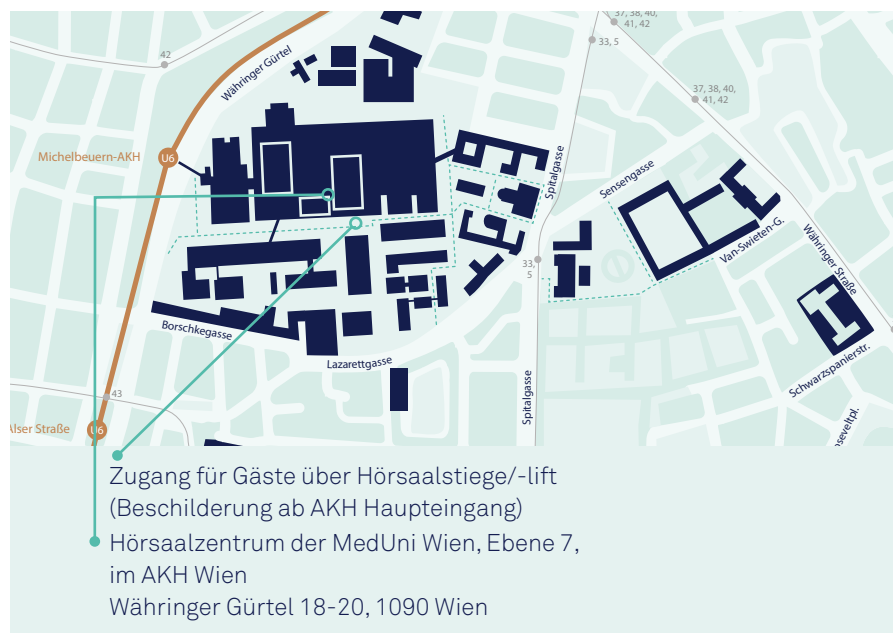 37, 38, 40,
41, 42
33, 5
42
Währinger Gürtel
37, 38, 40,
41, 42
Michelbeuern-AKH
U6
Spitalgasse
Sensengasse
Van-Swieten-G.
Währinger Straße
33,
5
Borschkegasse
Lazarettgasse
Schwarzspanierstr.
Spitalgasse
43
Alser Straße
U6
oseveltpl.
Zugang für Gäste über Hörsaalstiege/-lift
(Beschilderung ab AKH Haupteingang)
Hörsaalzentrum der MedUni Wien, Ebene 7,
im AKH Wien
Währinger Gürtel 18-20, 1090 Wien